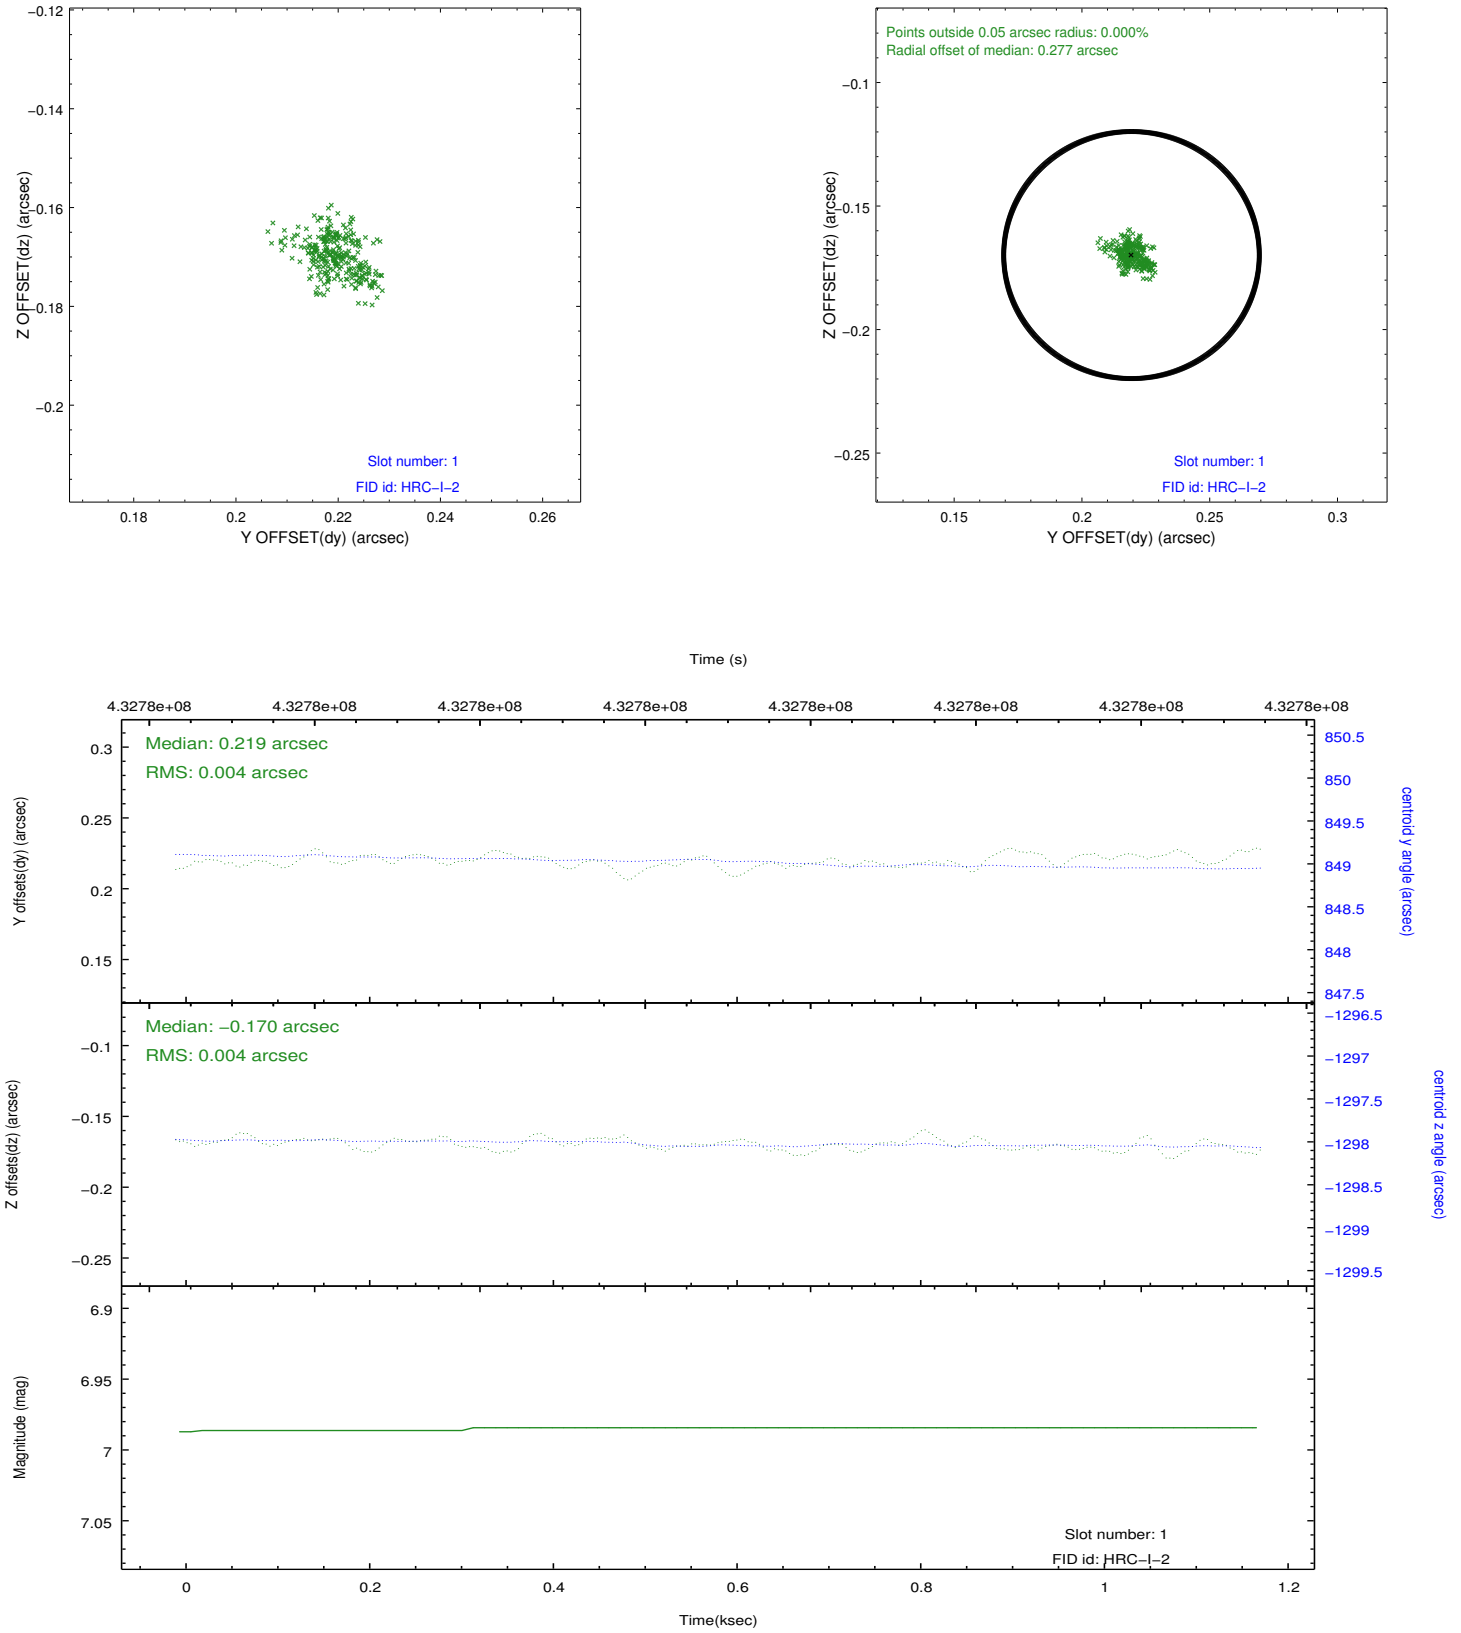 −0.12
−0.14
−0.16
−0.18
−0.2
Z OFFSET(dz) (arcsec)
Slot number: 1
FID id: HRC−I−2
0.18 0.2 0.22 0.24 0.26
Y OFFSET(dy) (arcsec)
Points outside 0.05 arcsec radius: 0.000%
Radial offset of median: 0.277 arcsec
−0.1
−0.15
−0.2
−0.25
Z OFFSET(dz) (arcsec)
Slot number: 1
FID id: HRC−I−2
0.15 0.2 0.25 0.3
Y OFFSET(dy) (arcsec)
Time (s)
4.3278e+08 4.3278e+08 4.3278e+08 4.3278e+08 4.3278e+08 4.3278e+08 4.3278e+08 4.3278e+08
Median: 0.219 arcsec
RMS: 0.004 arcsec
0.3
0.25
0.2
0.15
Y offsets(dy) (arcsec)
850.5
850
849.5
849
848.5
848
847.5
centroid y angle (arcsec)
Median: −0.170 arcsec
RMS: 0.004 arcsec
−0.1
−0.15
−0.2
−0.25
Z offsets(dz) (arcsec)
−1296.5
−1297
−1297.5
−1298
−1298.5
−1299
−1299.5
centroid z angle (arcsec)
6.9
6.95
7
7.05
Magnitude (mag)
Slot number: 1
FID id: HRC−I−2
0 0.2 0.4 0.6 0.8 1 1.2
Time(ksec)